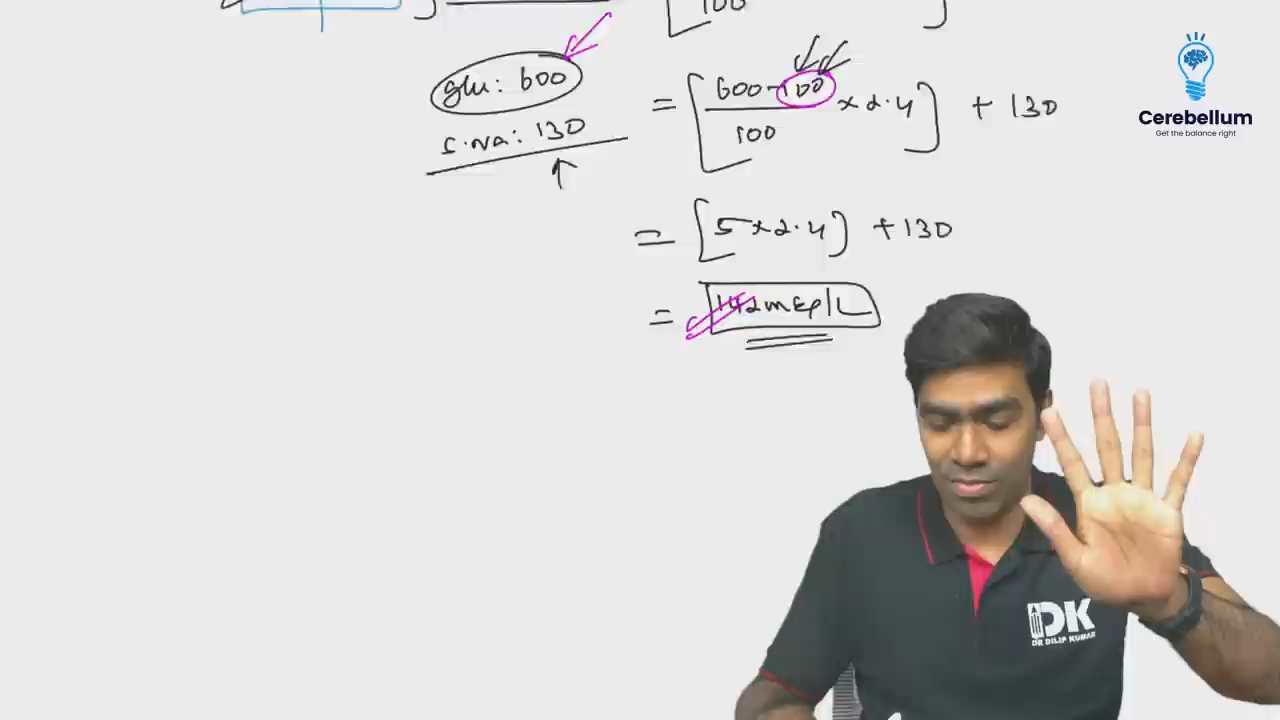 100
glu: 600
s.na: 130
= [600-100/100 × 2.4] + 130
= [5 × 2.4] + 130
= 142 mEq/L
Cerebellum
Get the balance right
DK
DR DILIP KUMAR